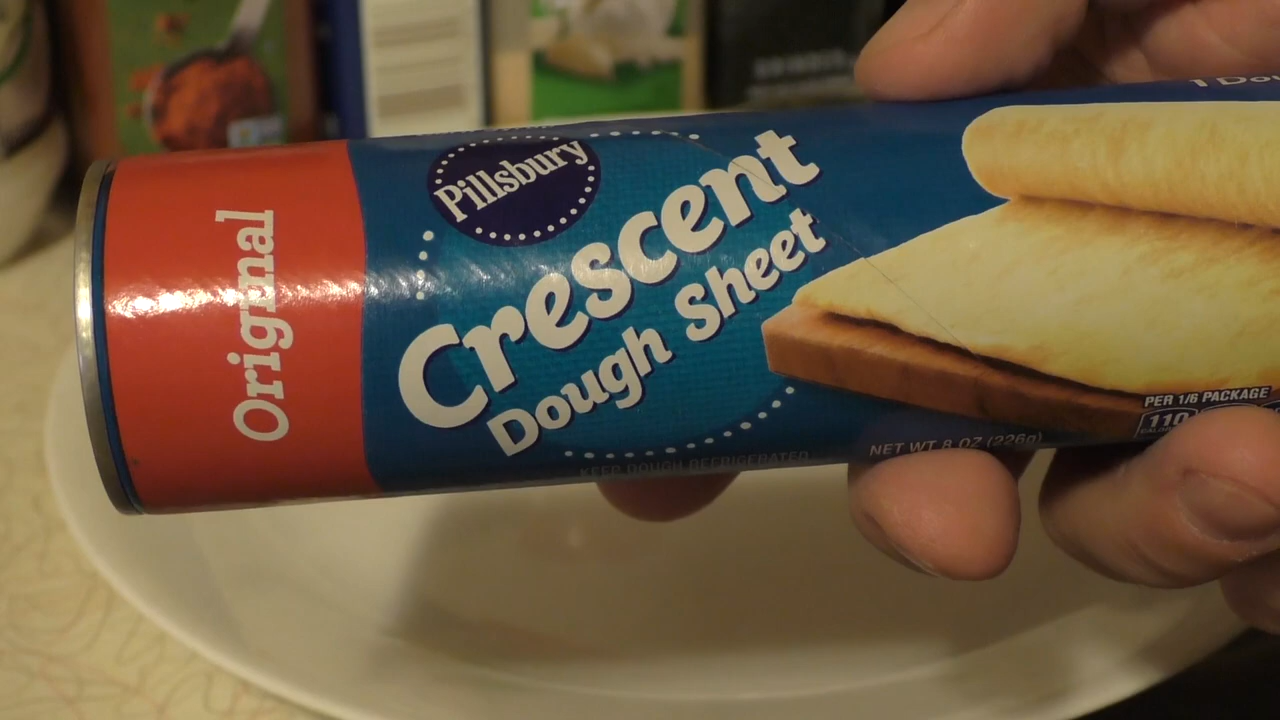 Original
Pillsbury
Crescent
Dough Sheet
KEEP DOUGH REFRIGERATED
NET WT 8 OZ (226g)
PER 1/6 PACKAGE
110